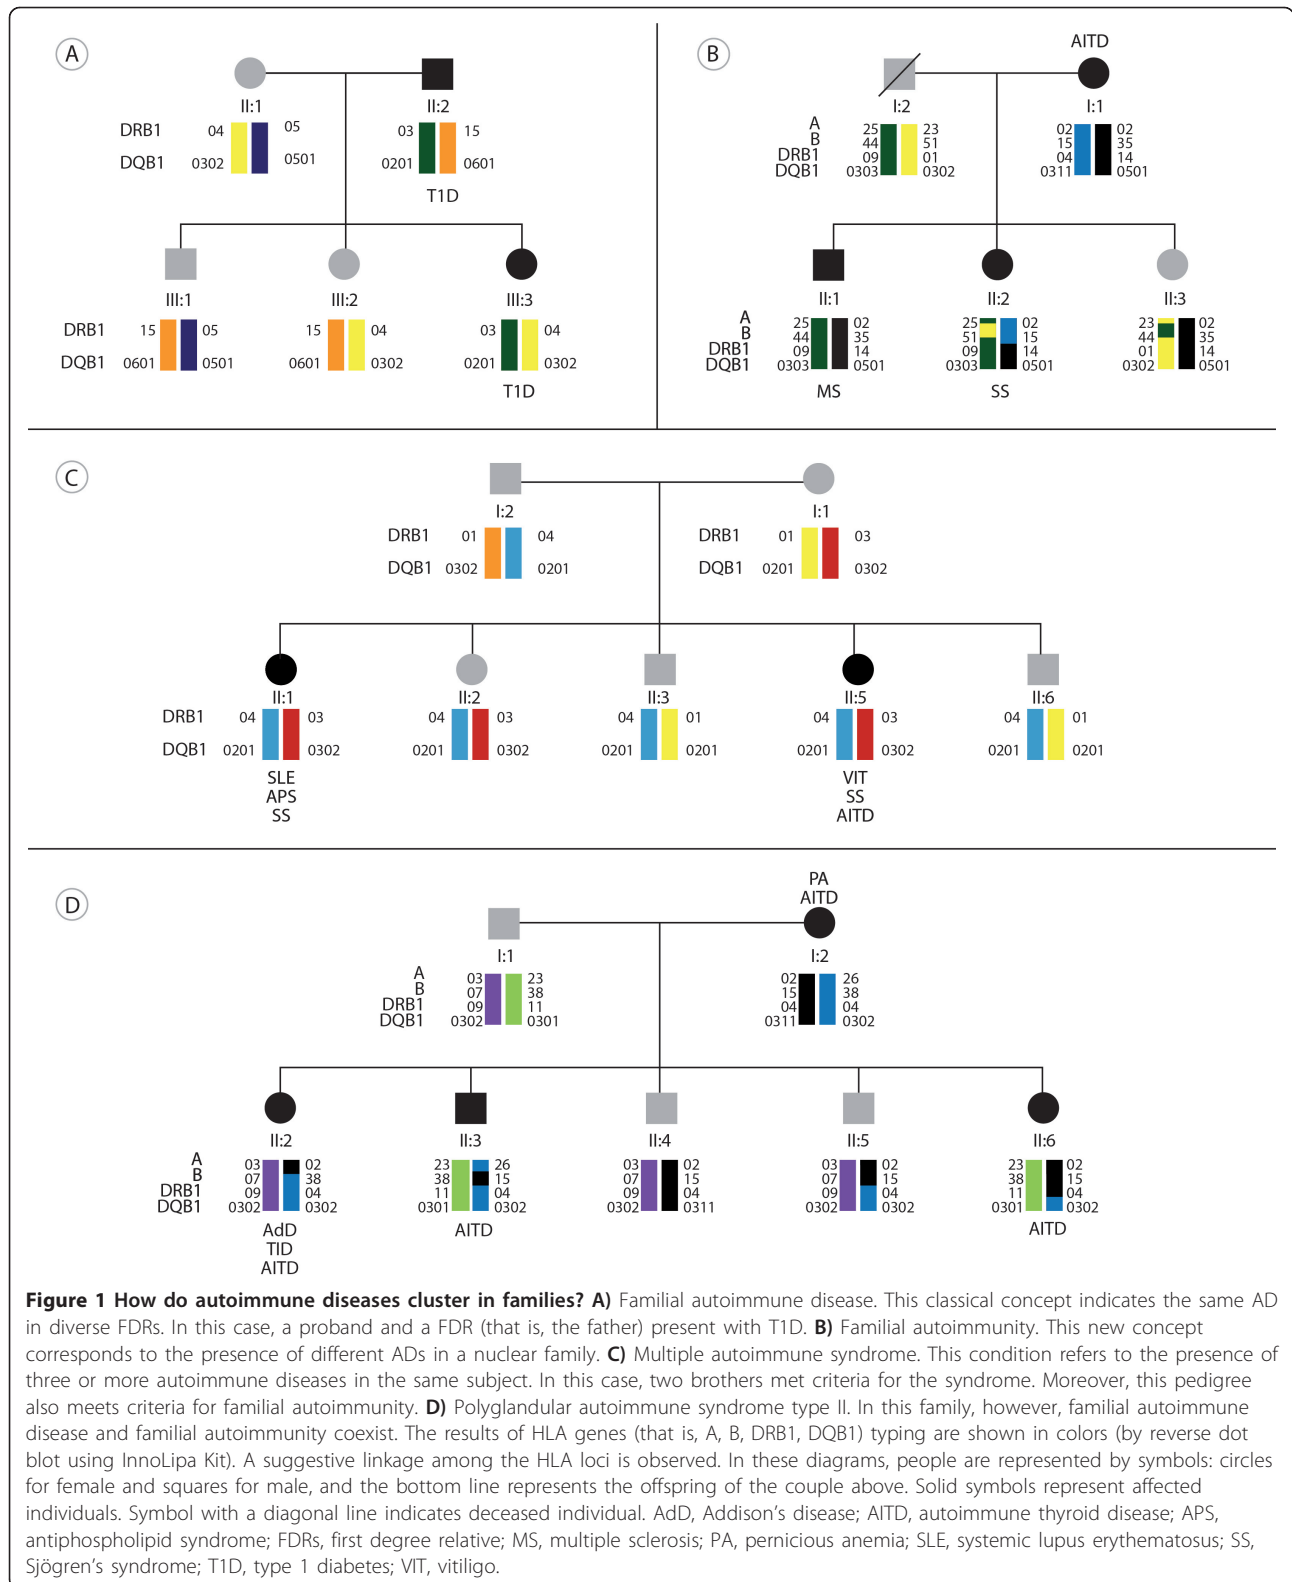 A
II:1
II:2
DRB1 04 05 03 15
DQB1 0302 0501 0201 0601
T1D
III:1
III:2
III:3
DRB1 15 05 15 04 03 04
DQB1 0601 0501 0601 0302 0201 0302
T1D
B
AITD
I:2
I:1
A 25 23 02 02
B 44 51 15 35
DRB1 09 01 04 14
DQB1 0303 0302 0311 0501
II:1
II:2
II:3
A 25 02 25 02 23 02
B 44 35 51 15 44 35
DRB1 09 14 09 14 01 14
DQB1 0303 0501 0303 0501 0302 0501
MS
SS
C
I:2
I:1
DRB1 01 04 DRB1 01 03
DQB1 0302 0201 DQB1 0201 0302
II:1
II:2
II:3
II:5
II:6
DRB1 04 03 04 03 04 01 04 03 04 01
DQB1 0201 0302 0201 0302 0201 0201 0201 0302 0201 0201
SLE VIT
APS SS
SS AITD
D
PA
AITD
I:1
I:2
A 03 23 02 26
B 07 38 15 38
DRB1 09 11 04 04
DQB1 0302 0301 0311 0302
II:2
II:3
II:4
II:5
II:6
A 03 02 23 26 03 02 03 02 23 02
B 07 38 38 15 07 15 07 15 38 15
DRB1 09 04 11 04 09 04 09 04 11 04
DQB1 0302 0302 0301 0302 0302 0311 0302 0302 0301 0302
AdD AITD AITD
TID
AITD
Figure 1 How do autoimmune diseases cluster in families? A) Familial autoimmune disease. This classical concept indicates the same AD
in diverse FDRs. In this case, a proband and a FDR (that is, the father) present with T1D. B) Familial autoimmunity. This new concept
corresponds to the presence of different ADs in a nuclear family. C) Multiple autoimmune syndrome. This condition refers to the presence of
three or more autoimmune diseases in the same subject. In this case, two brothers met criteria for the syndrome. Moreover, this pedigree
also meets criteria for familial autoimmunity. D) Polyglandular autoimmune syndrome type II. In this family, however, familial autoimmune
disease and familial autoimmunity coexist. The results of HLA genes (that is, A, B, DRB1, DQB1) typing are shown in colors (by reverse dot
blot using InnoLipa Kit). A suggestive linkage among the HLA loci is observed. In these diagrams, people are represented by symbols: circles
for female and squares for male, and the bottom line represents the offspring of the couple above. Solid symbols represent affected
individuals. Symbol with a diagonal line indicates deceased individual. AdD, Addison's disease; AITD, autoimmune thyroid disease; APS,
antiphospholipid syndrome; FDRs, first degree relative; MS, multiple sclerosis; PA, pernicious anemia; SLE, systemic lupus erythematosus; SS,
Sjögren's syndrome; T1D, type 1 diabetes; VIT, vitiligo.